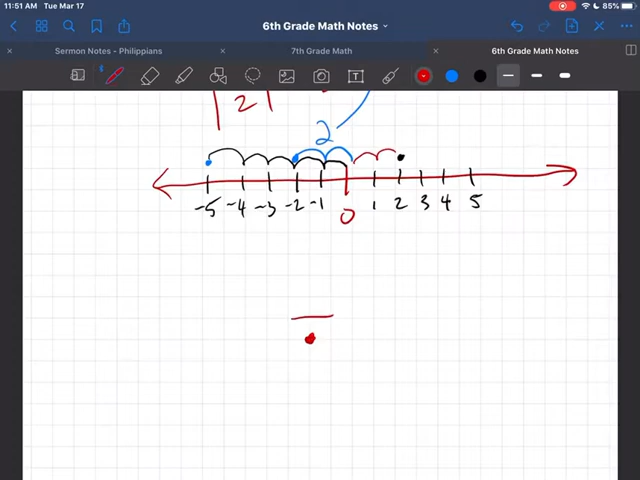 11:51 AM Tue Mar 17
85%
6th Grade Math Notes
Sermon Notes - Philippians
7th Grade Math
6th Grade Math Notes
|2|
2
-5 -4 -3 -2 -1 0 1 2 3 4 5